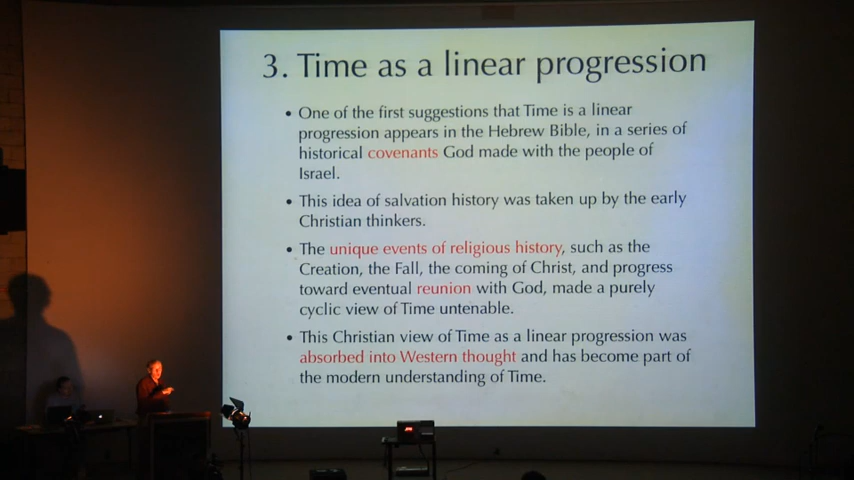 3. Time as a linear progression
• One of the first suggestions that Time is a linear
progression appears in the Hebrew Bible, in a series of
historical covenants God made with the people of
Israel.
• This idea of salvation history was taken up by the early
Christian thinkers.
• The unique events of religious history, such as the
Creation, the Fall, the coming of Christ, and progress
toward eventual reunion with God, made a purely
cyclic view of Time untenable.
• This Christian view of Time as a linear progression was
absorbed into Western thought and has become part of
the modern understanding of Time.